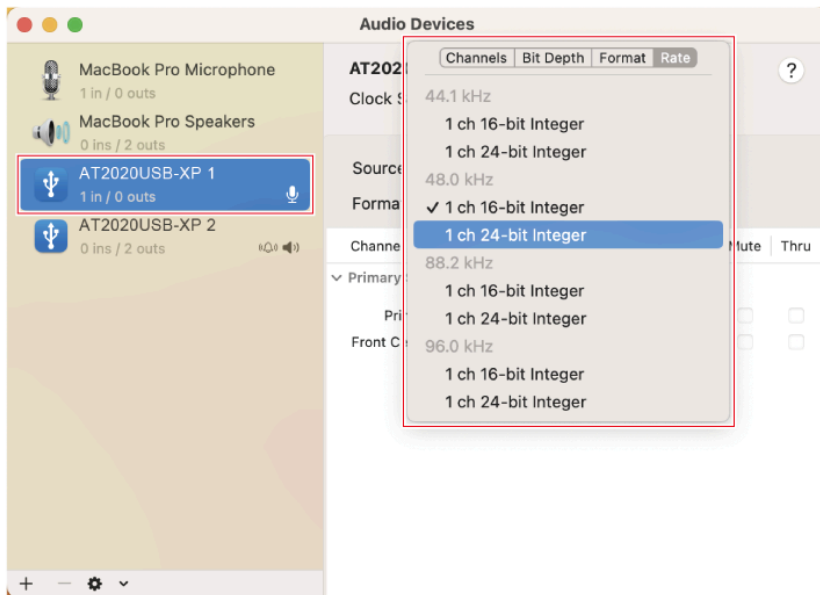 Audio Devices
MacBook Pro Microphone
1 in / 0 outs
MacBook Pro Speakers
0 ins / 2 outs
AT2020USB-XP 1
1 in / 0 outs
AT2020USB-XP 2
0 ins / 2 outs
AT202
Clock
?
Source
Forma
Channe
Mute Thru
Primary
Pri
Front C
Channels Bit Depth Format Rate
44.1 kHz
1 ch 16-bit Integer
1 ch 24-bit Integer
48.0 kHz
✓ 1 ch 16-bit Integer
1 ch 24-bit Integer
88.2 kHz
1 ch 16-bit Integer
1 ch 24-bit Integer
96.0 kHz
1 ch 16-bit Integer
1 ch 24-bit Integer